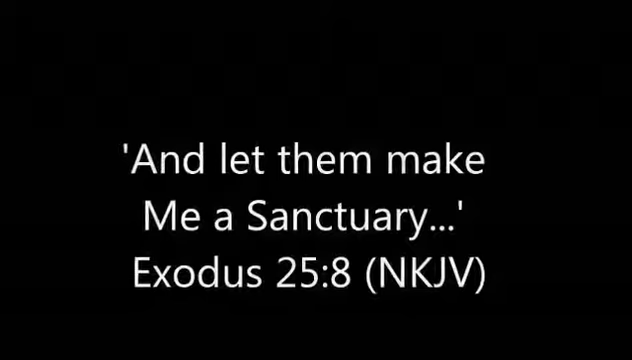 'And let them make
Me a Sanctuary...'
Exodus 25:8 (NKJV)